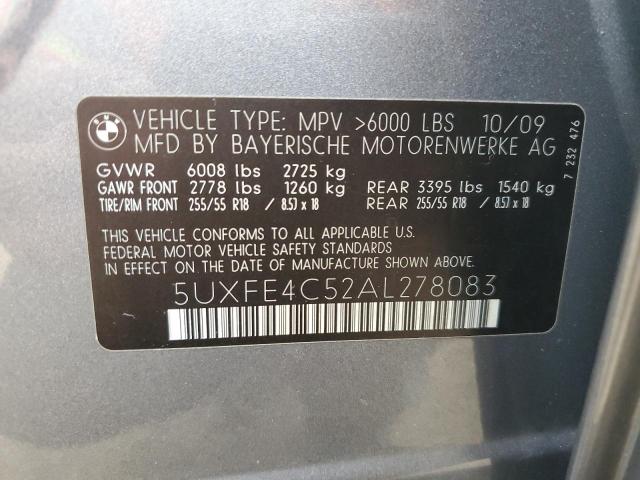 BMW
VEHICLE TYPE: MPV >6000 LBS 10/09
MFD BY BAYERISCHE MOTORENWERKE AG
GVWR 6008 lbs 2725 kg
GAWR FRONT 2778 lbs 1260 kg REAR 3395 lbs 1540 kg
TIRE/RIM FRONT 255/55 R18 / 8.5J x 18 REAR 255/55 R18 / 8.5J x 18
THIS VEHICLE CONFORMS TO ALL APPLICABLE U.S.
FEDERAL MOTOR VEHICLE SAFETY STANDARDS
IN EFFECT ON THE DATE OF MANUFACTURE SHOWN ABOVE.
5UXFE4C52AL278083
7 232 476